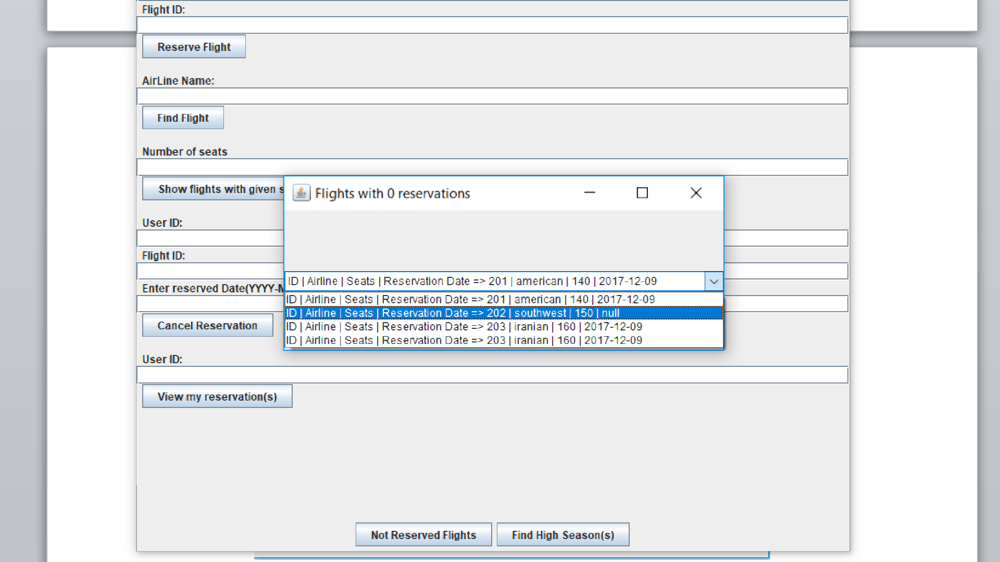 Flight ID:
Reserve Flight
AirLine Name:
Find Flight
Number of seats
Show flights with given
Flights with 0 reservations
User ID:
Flight ID:
ID | Airline | Seats | Reservation Date => 201 | american | 140 | 2017-12-09
Enter reserved Date(YYYY-M
ID | Airline | Seats | Reservation Date => 201 | american | 140 | 2017-12-09
ID | Airline | Seats | Reservation Date => 202 | southwest | 150 | null
ID | Airline | Seats | Reservation Date => 203 | iranian | 160 | 2017-12-09
ID | Airline | Seats | Reservation Date => 203 | iranian | 160 | 2017-12-09
Cancel Reservation
User ID:
View my reservation(s)
Not Reserved Flights
Find High Season(s)